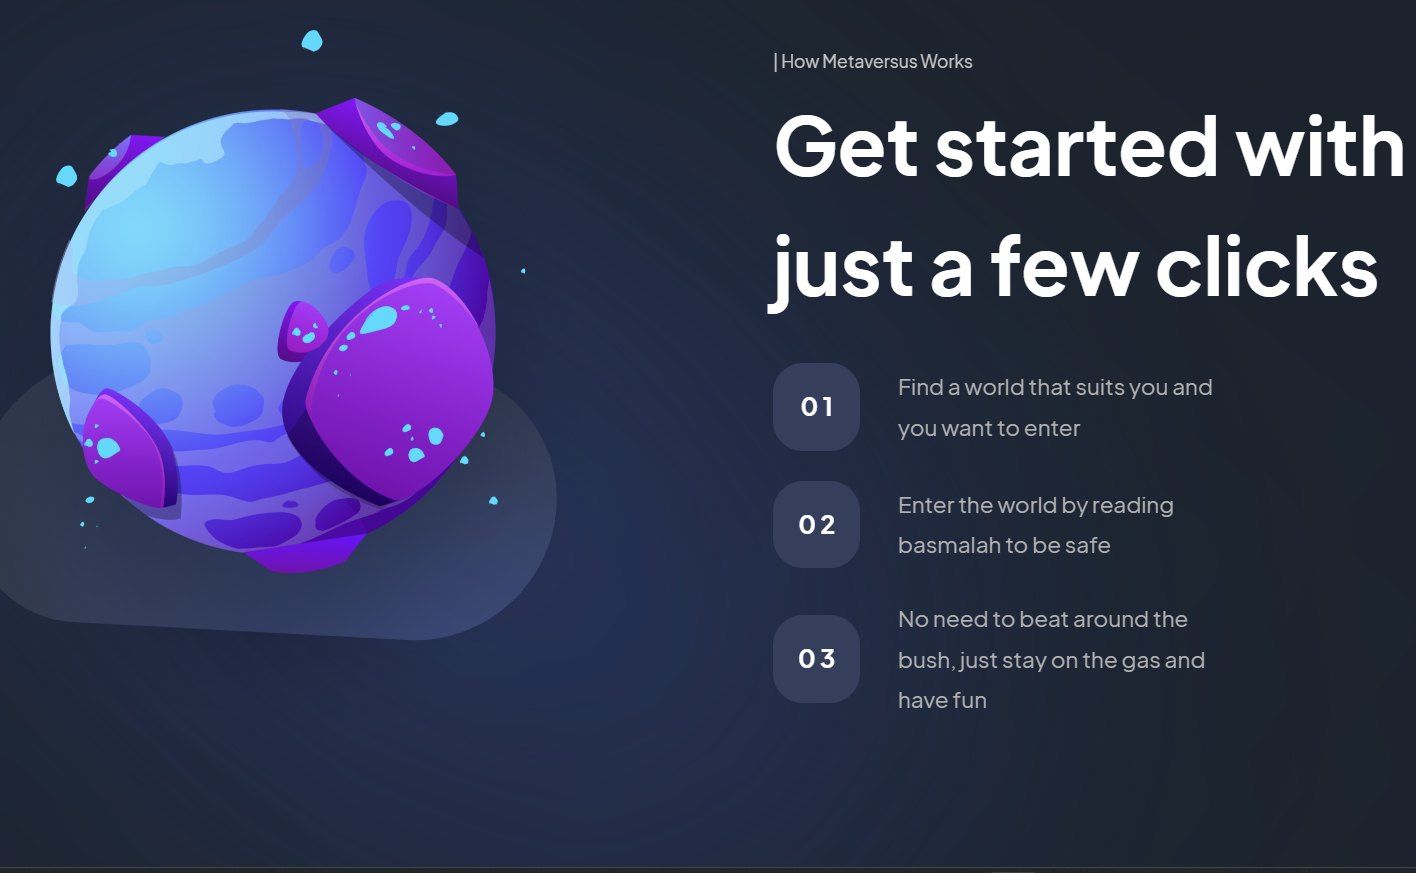 | How Metaversus Works
Get started with
just a few clicks
01
Find a world that suits you and
you want to enter
02
Enter the world by reading
basmalah to be safe
03
No need to beat around the
bush, just stay on the gas and
have fun